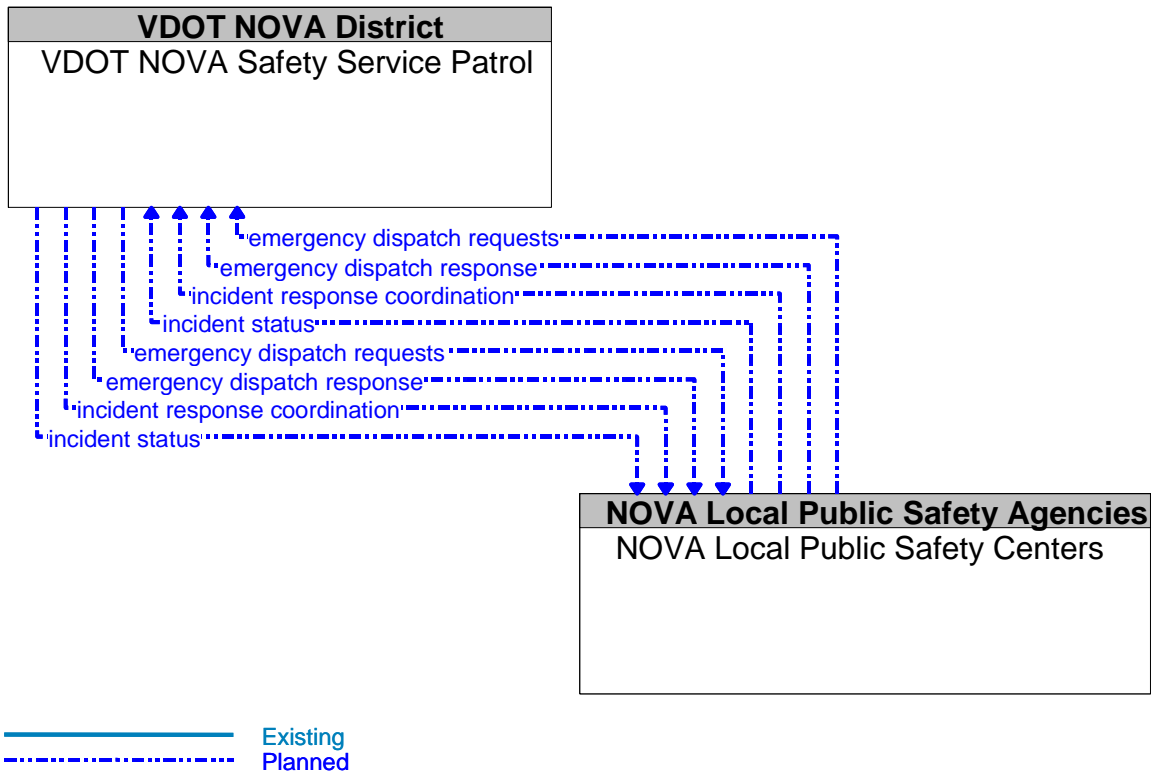 VDOT NOVA District
VDOT NOVA Safety Service Patrol
emergency dispatch requests
emergency dispatch response
incident response coordination
incident status
emergency dispatch requests
emergency dispatch response
incident response coordination
incident status
NOVA Local Public Safety Agencies
NOVA Local Public Safety Centers
Existing
Planned